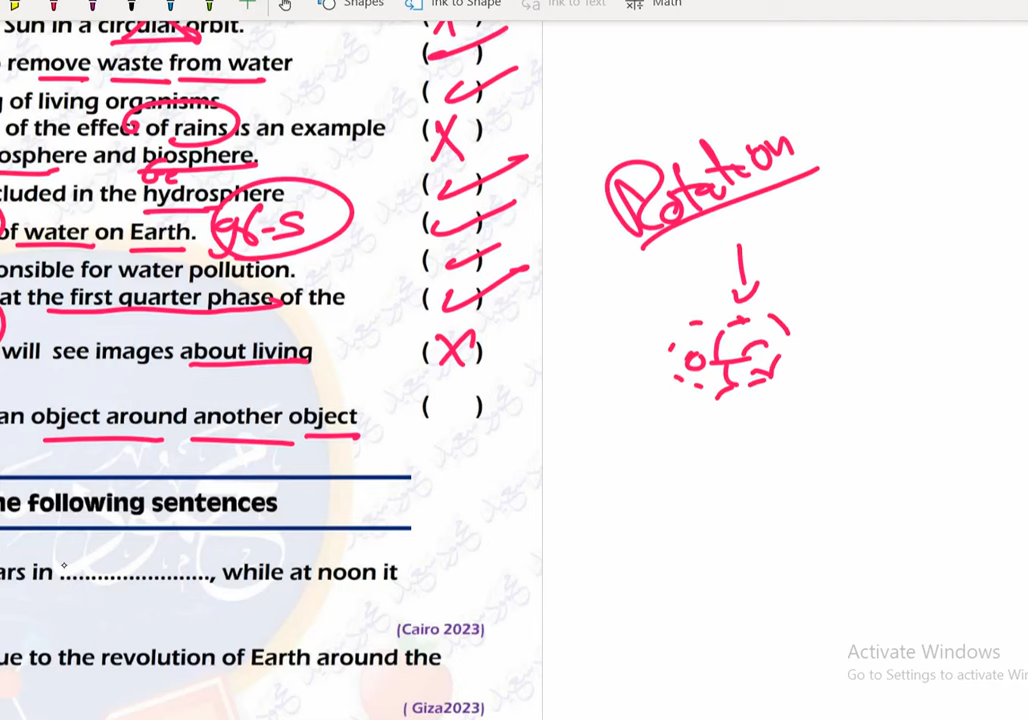 Shapes Ink to Shape Ink to Text Math
Sun in a circular orbit. ( X )
remove waste from water ( )
of living organisms ( )
of the effect of rains is an example ( X )
osphere and biosphere.
cluded in the hydrosphere ( )
of water on Earth. 96-5 ( )
onsible for water pollution. ( )
at the first quarter phase of the ( )
will see images about living ( X )
an object around another object ( )
Rotation
he following sentences
ars in ........................, while at noon it
(Cairo 2023)
ue to the revolution of Earth around the
( Giza2023)
Activate Windows
Go to Settings to activate Win